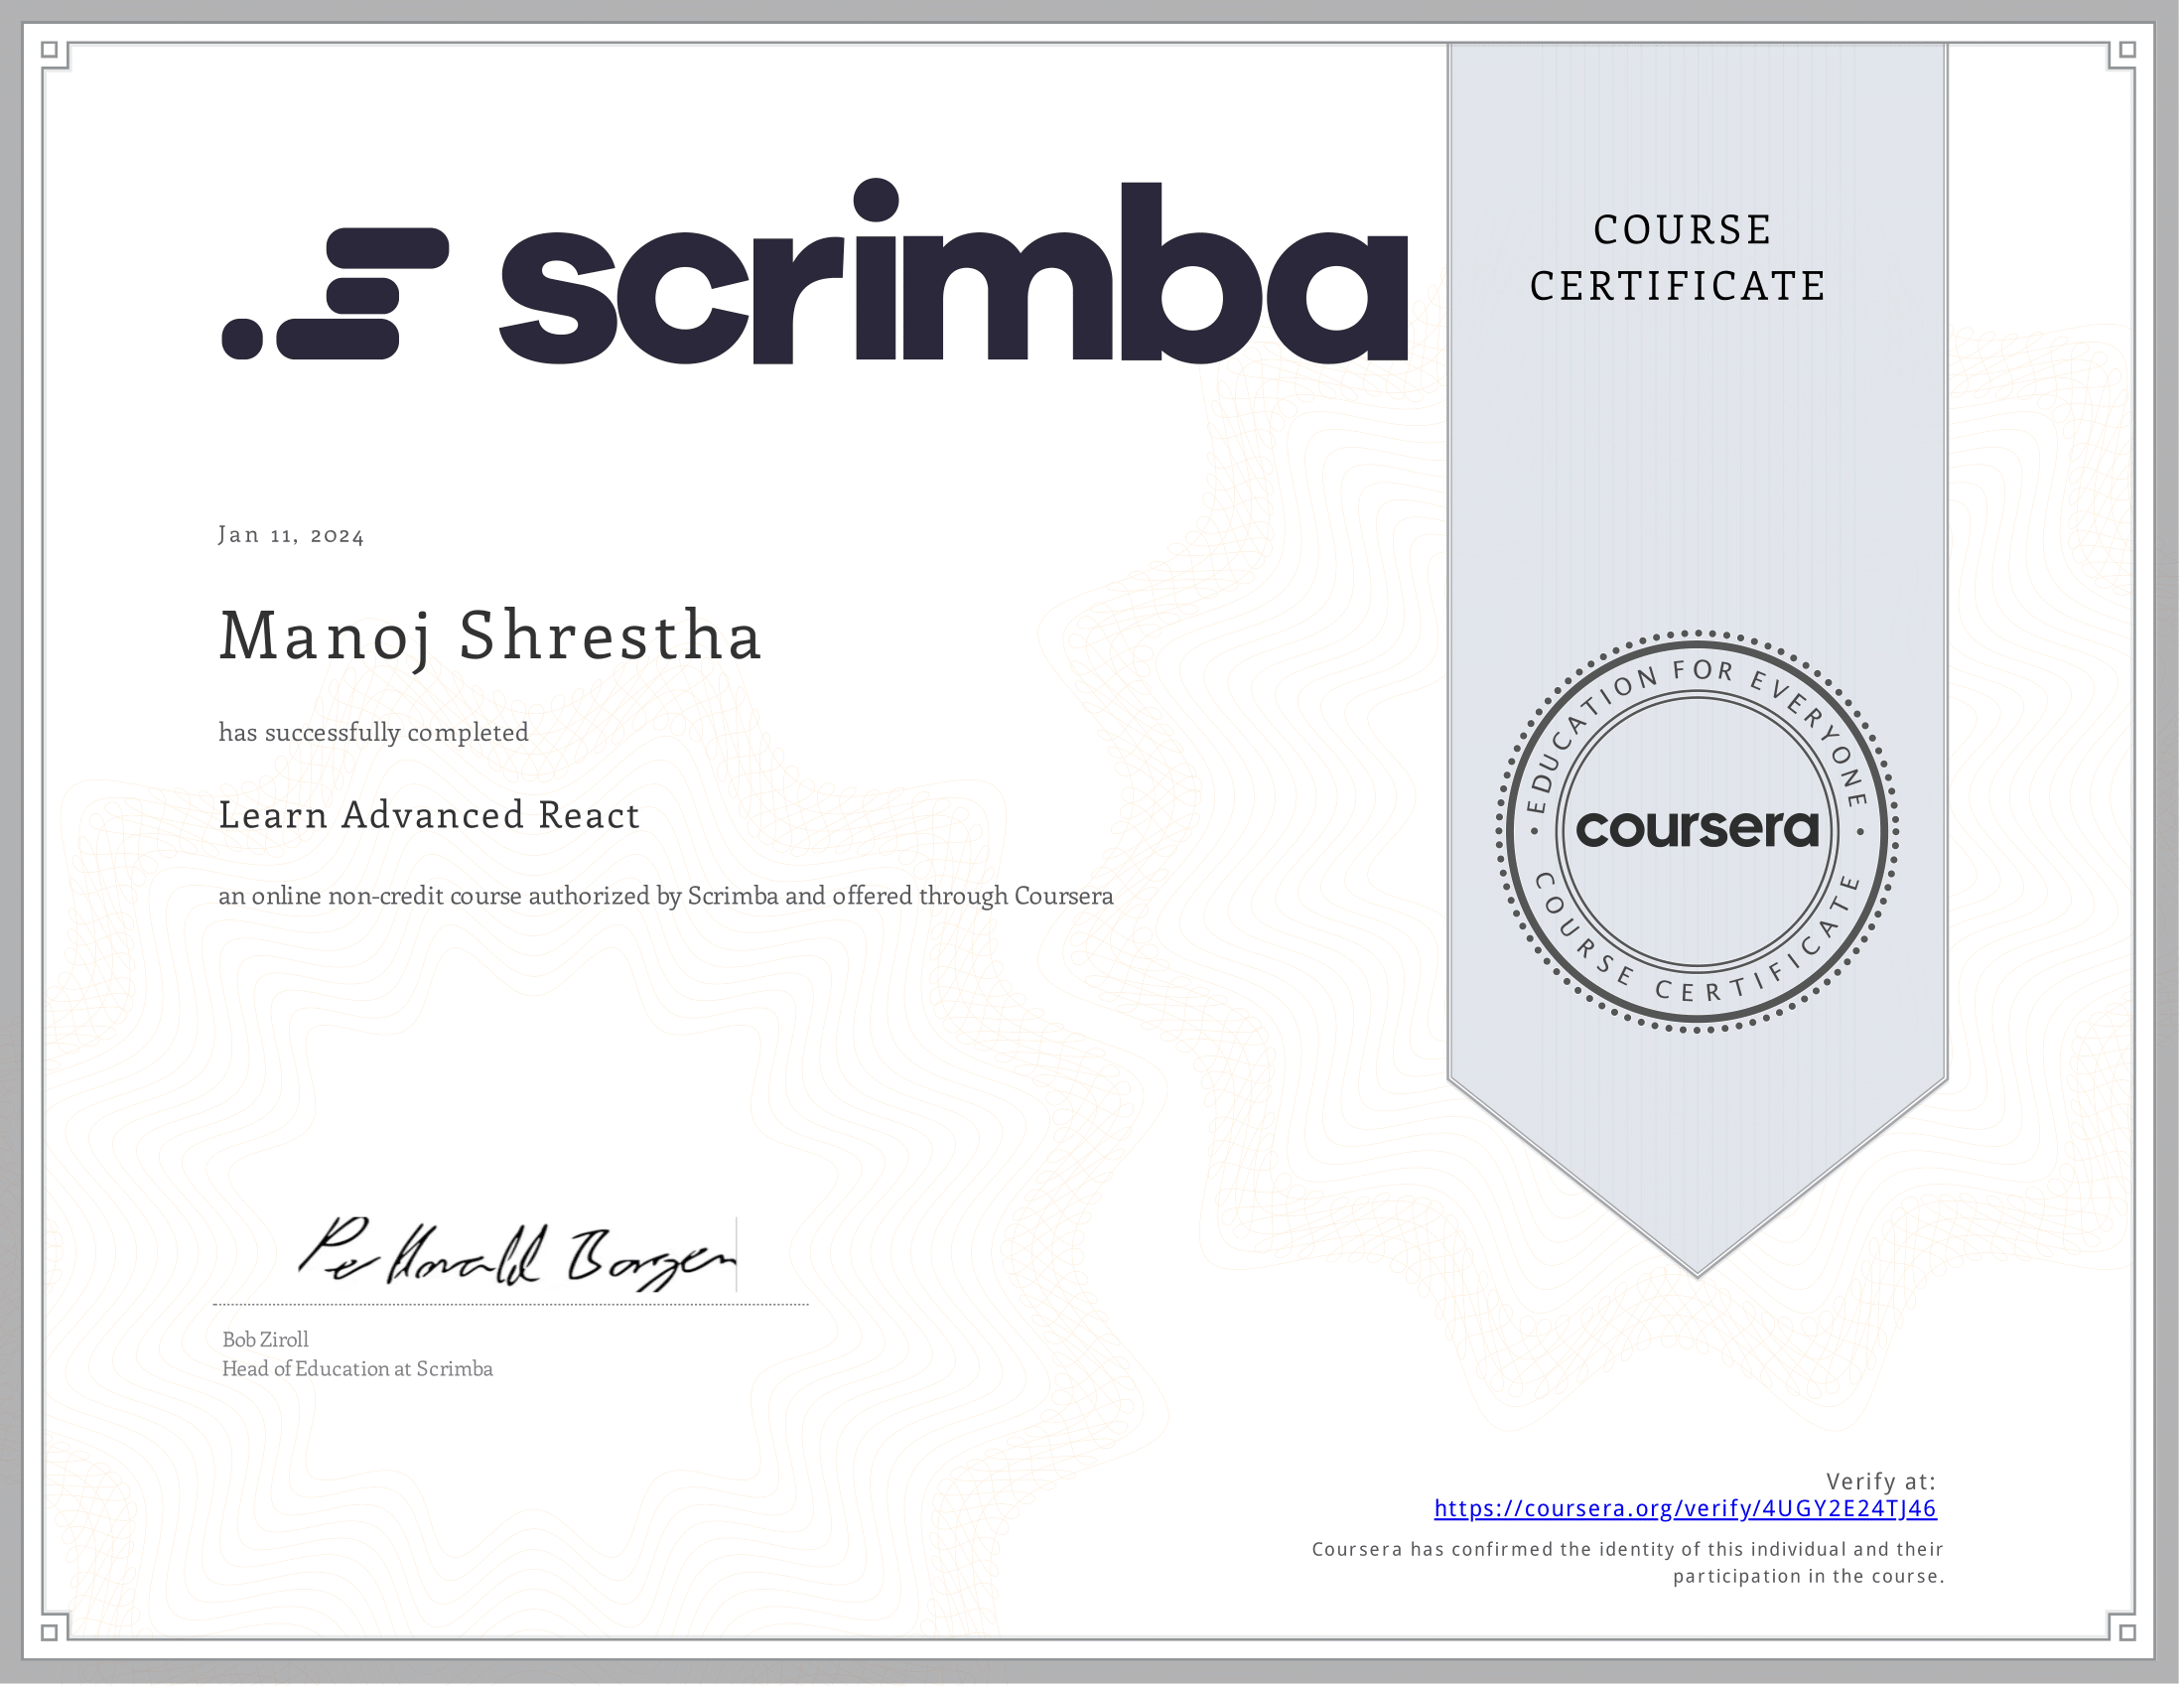 scrimba
COURSE
CERTIFICATE
Jan 11, 2024
Manoj Shrestha
has successfully completed
Learn Advanced React
an online non-credit course authorized by Scrimba and offered through Coursera
EDUCATION FOR EVERYONE
coursera
COURSE CERTIFICATE
Per Harald Borgen
Bob Ziroll
Head of Education at Scrimba
Verify at:
https://coursera.org/verify/4UGY2E24TJ46
Coursera has confirmed the identity of this individual and their
participation in the course.